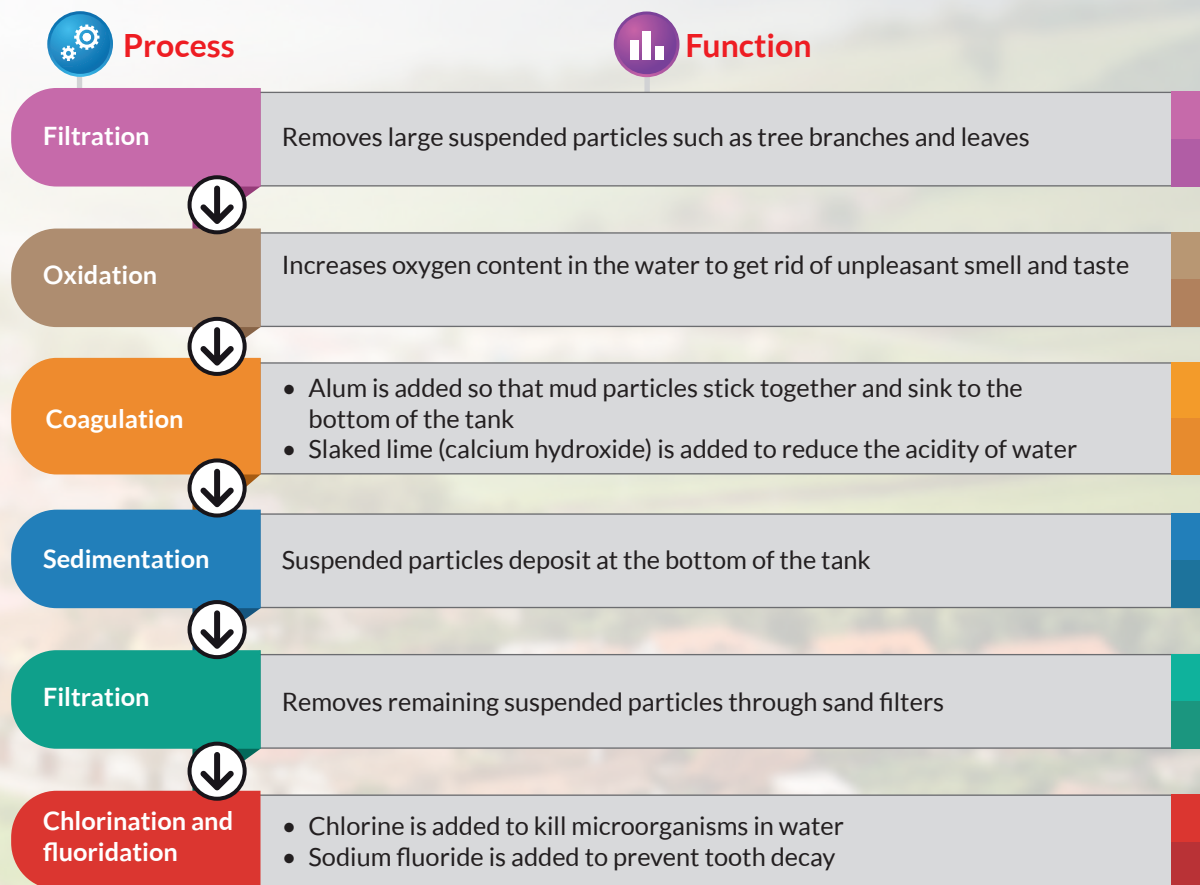 Process
Function
Filtration
Removes large suspended particles such as tree branches and leaves
Oxidation
Increases oxygen content in the water to get rid of unpleasant smell and taste
Coagulation
• Alum is added so that mud particles stick together and sink to the
bottom of the tank
• Slaked lime (calcium hydroxide) is added to reduce the acidity of water
Sedimentation
Suspended particles deposit at the bottom of the tank
Filtration
Removes remaining suspended particles through sand filters
Chlorination and
fluoridation
• Chlorine is added to kill microorganisms in water
• Sodium fluoride is added to prevent tooth decay